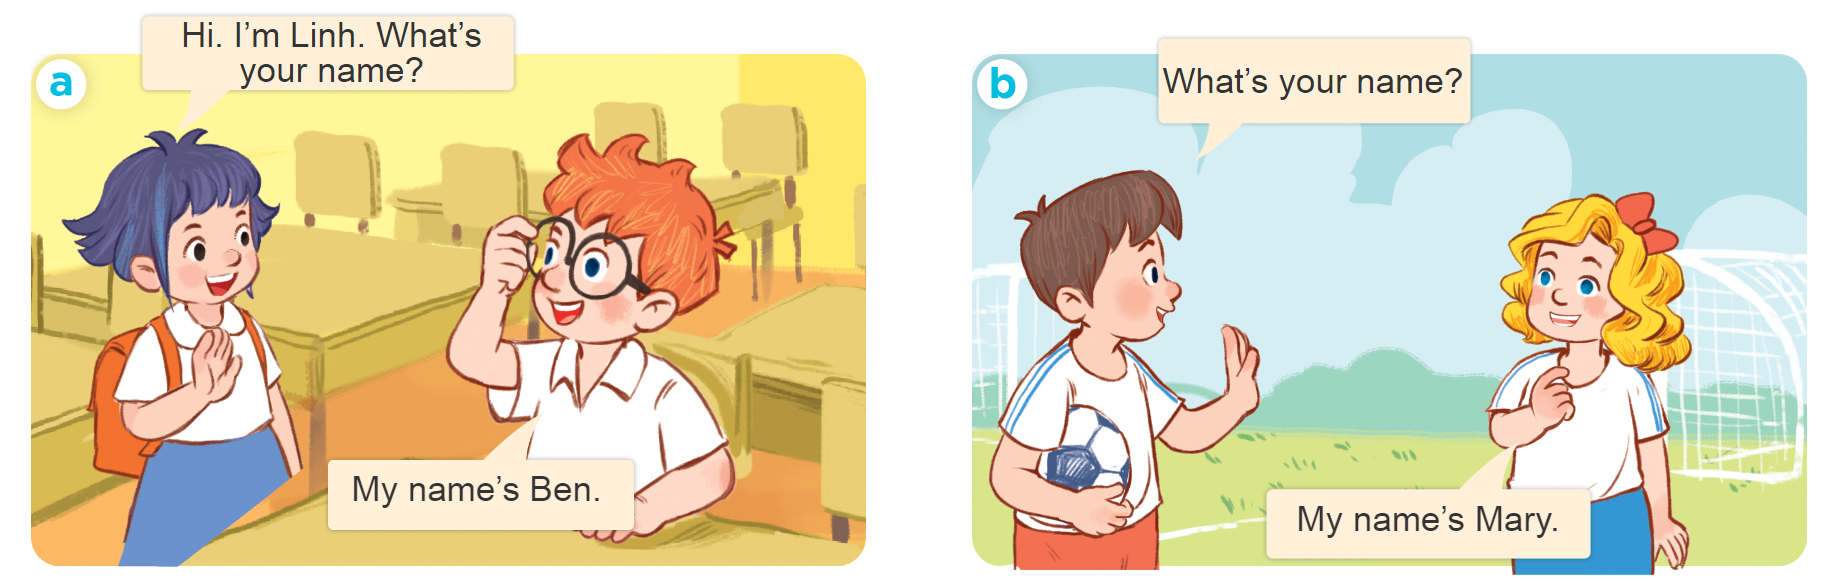 a
Hi. I’m Linh. What’s
your name?
My name’s Ben.
b
What’s your name?
My name’s Mary.